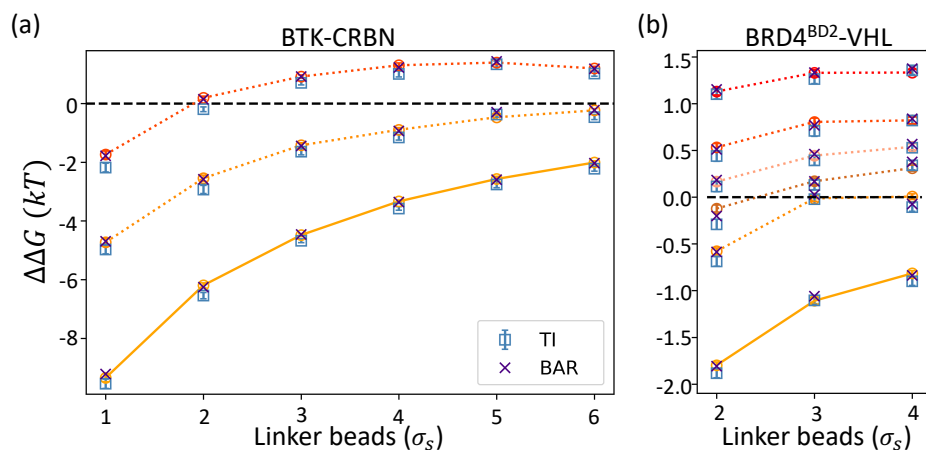 (a)
BTK-CRBN
0
-2
-4
-6
-8
ΔΔG (kT)
1 2 3 4 5 6
Linker beads (σₛ)
TI
BAR
(b)
BRD4ᴮᴰ²-VHL
1.5
1.0
0.5
0.0
-0.5
-1.0
-1.5
-2.0
2 3 4
Linker beads (σₛ)